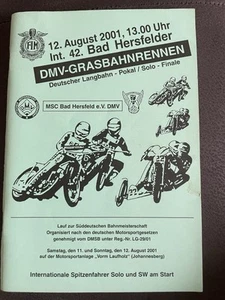 FIM
12. August 2001, 13.00 Uhr
Int. 42. Bad Hersfelder
DMV-GRASBAHNRENNEN
Deutscher Langbahn - Pokal / Solo - Finale
MSC Bad Hersfeld e.V. DMV
Lauf zur Süddeutschen Bahnmeisterschaft
Organisiert nach den deutschen Motorsportgesetzen
genehmigt vom DMSB unter Reg.-Nr. LG-29/01
Samstag, den 11. und Sonntag, den 12. August 2001
auf der Motorsportanlage „Vorm Laufholz“ (Johannesberg)
Internationale Spitzenfahrer Solo und SW am Start